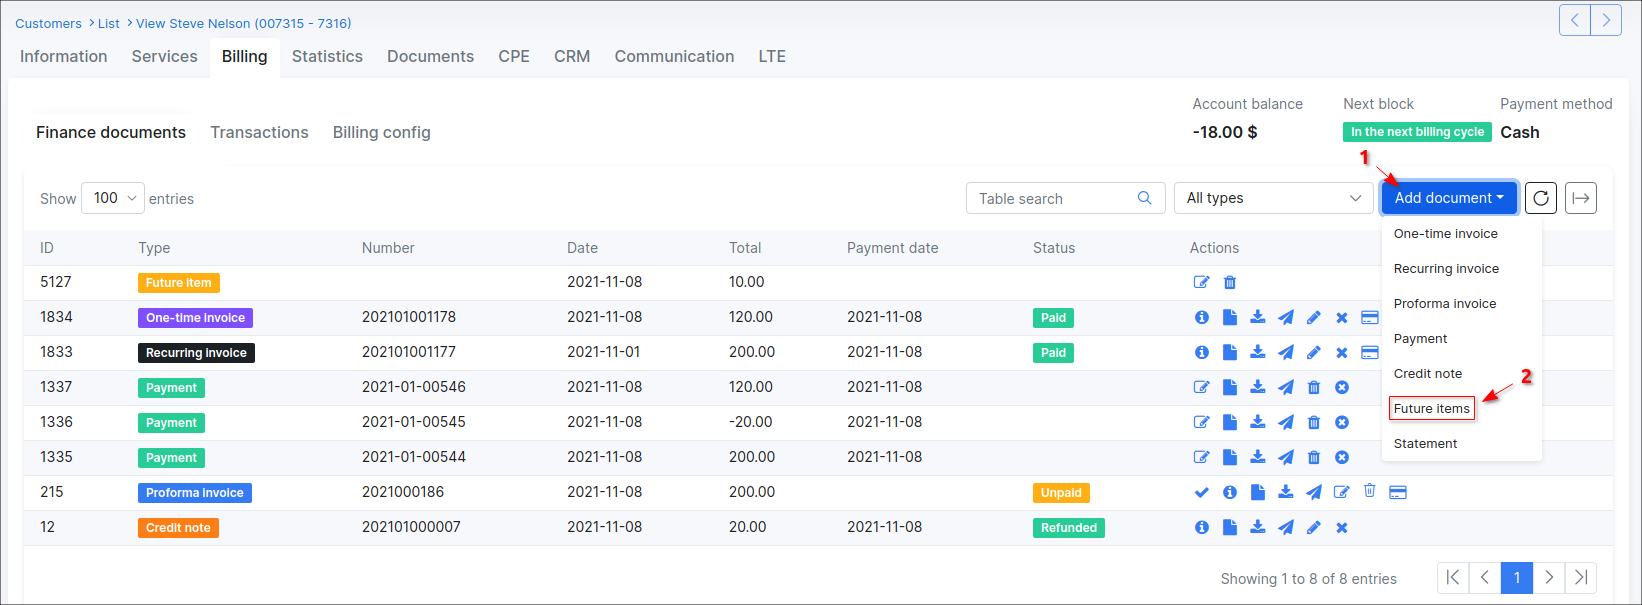 Customers > List > View Steve Nelson (007315 - 7316)
Information Services Billing Statistics Documents CPE CRM Communication LTE
Account balance Next block Payment method
Finance documents Transactions Billing config -18.00 $ In the next billing cycle Cash
1
Show 100 entries Table search All types Add document
ID Type Number Date Total Payment date Status Actions
One-time invoice
Recurring invoice
Proforma invoice
Payment
Credit note
Future items 2
Statement
5127 Future item 2021-11-08 10.00
1834 One-time invoice 202101001178 2021-11-08 120.00 2021-11-08 Paid
1833 Recurring invoice 202101001177 2021-11-01 200.00 2021-11-08 Paid
1337 Payment 2021-01-00546 2021-11-08 120.00 2021-11-08
1336 Payment 2021-01-00545 2021-11-08 -20.00 2021-11-08
1335 Payment 2021-01-00544 2021-11-08 200.00 2021-11-08
215 Proforma invoice 2021000186 2021-11-08 200.00 Unpaid
12 Credit note 202101000007 2021-11-08 20.00 2021-11-08 Refunded
Showing 1 to 8 of 8 entries 1